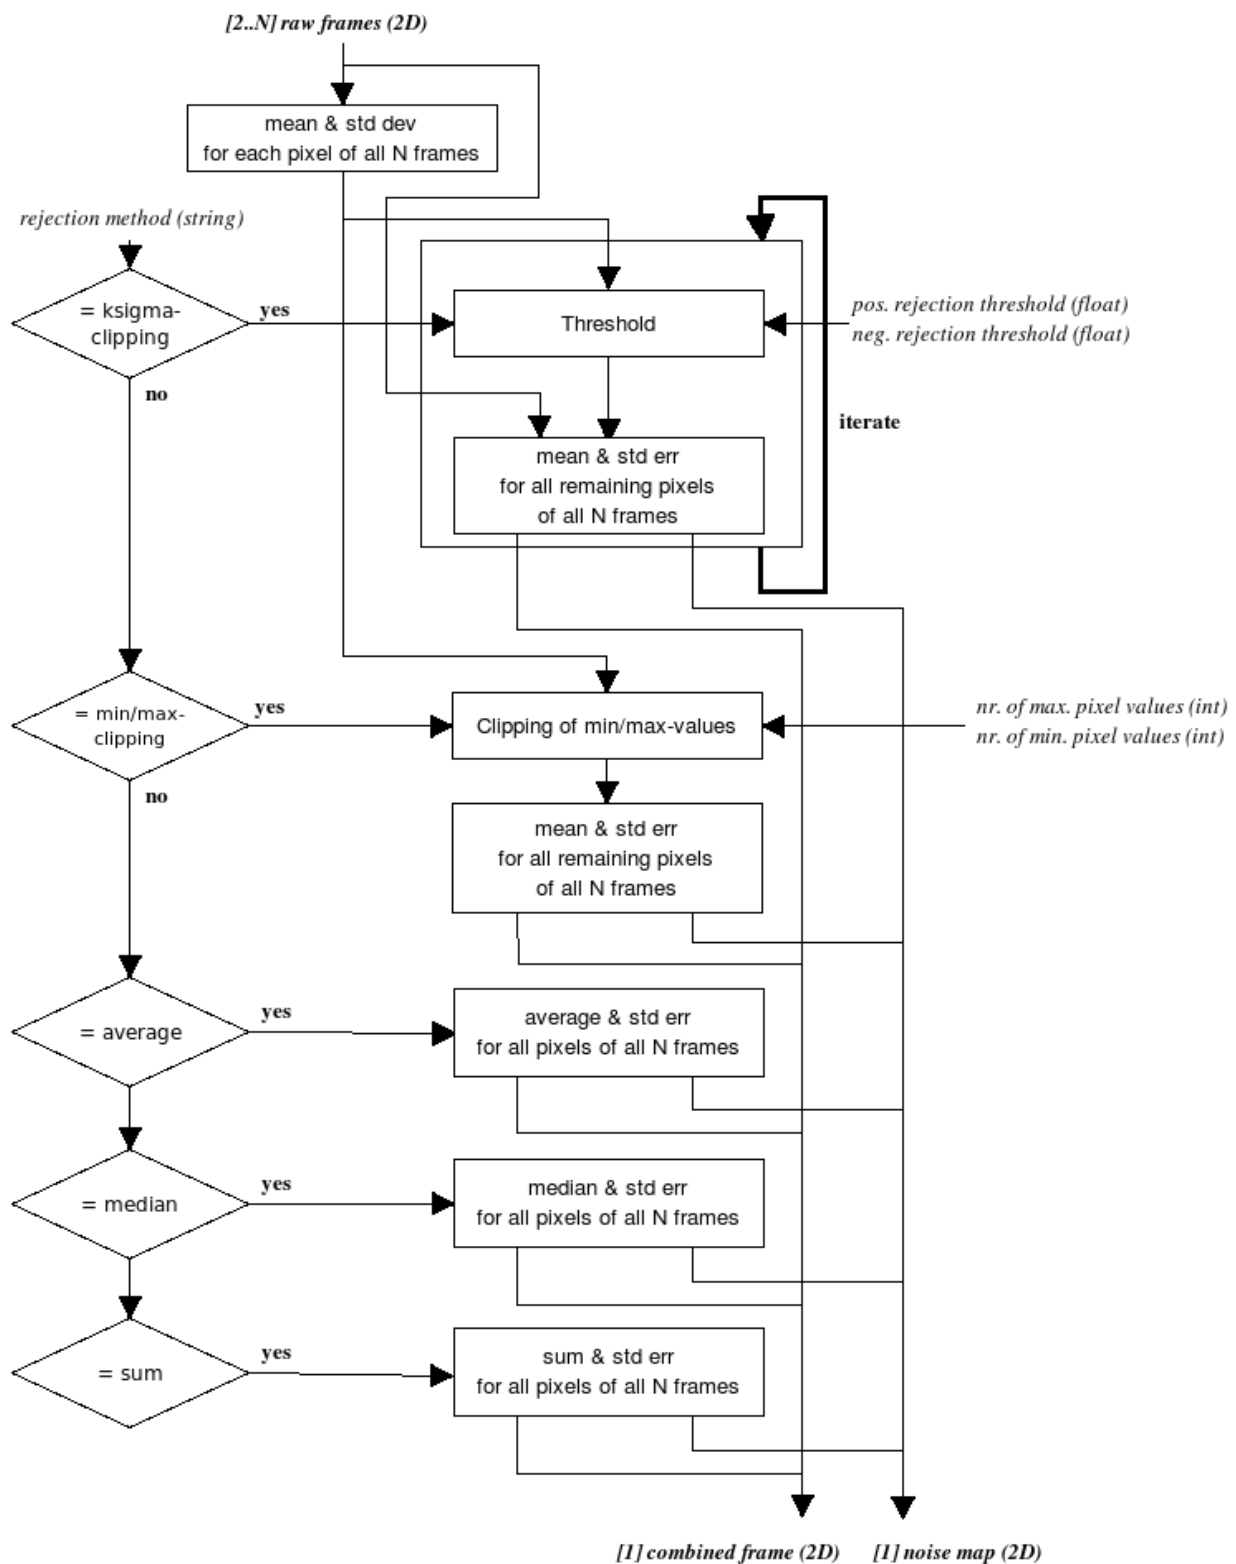 [2..N] raw frames (2D)
mean & std dev
for each pixel of all N frames
rejection method (string)
= ksigma-
clipping
yes
Threshold
pos. rejection threshold (float)
neg. rejection threshold (float)
no
iterate
mean & std err
for all remaining pixels
of all N frames
= min/max-
clipping
yes
Clipping of min/max-values
nr. of max. pixel values (int)
nr. of min. pixel values (int)
no
mean & std err
for all remaining pixels
of all N frames
= average
yes
average & std err
for all pixels of all N frames
= median
yes
median & std err
for all pixels of all N frames
= sum
yes
sum & std err
for all pixels of all N frames
[1] combined frame (2D)
[1] noise map (2D)